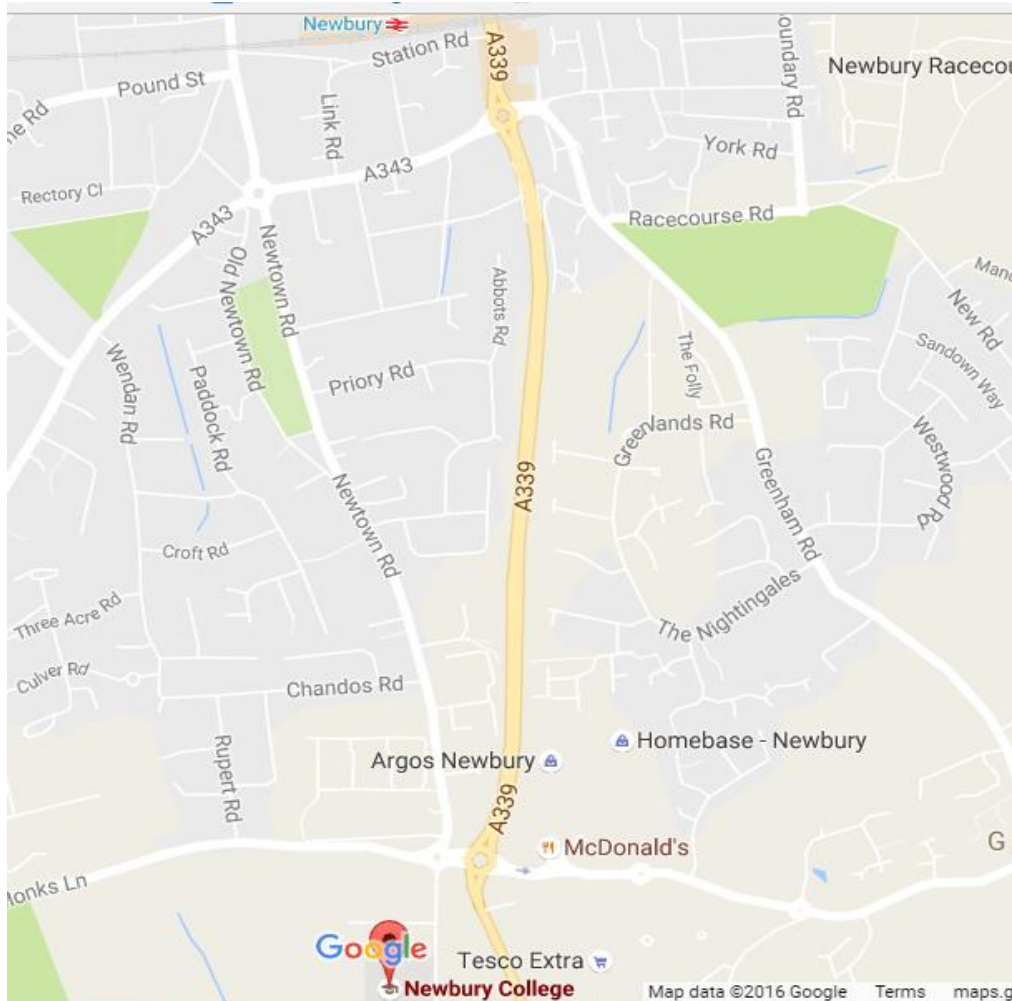 Newbury
Station Rd
A339
oundary Rd
Newbury Racecou
Pound St
ne Rd
Link Rd
York Rd
A343
Rectory Cl
A343
Racecourse Rd
Old Newtown Rd
Newtown Rd
Abbots Rd
Mand
New Rd
Wendan Rd
Paddock Rd
Priory Rd
The Folly
Sandown Way
Greenlands Rd
Westwood Rd
A339
Greenham Rd
Newtown Rd
Croft Rd
Three Acre Rd
The Nightingales
Culver Rd
Chandos Rd
Rupert Rd
Argos Newbury
Homebase - Newbury
A339
McDonald's
G
Monks Ln
Google
Tesco Extra
Newbury College
Map data ©2016 Google Terms maps.g